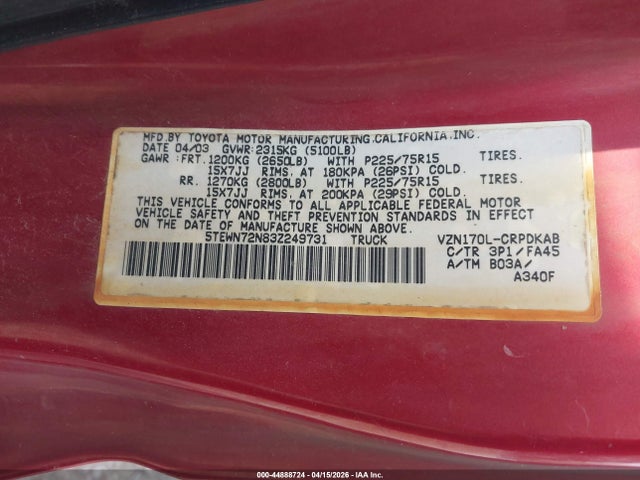 MFD.BY TOYOTA MOTOR MANUFACTURING,CALIFORNIA,INC.
DATE 04/03 GVWR:2315KG (5100LB)
GAWR: FRT.1200KG (2650LB) WITH P225/75R15 TIRES.
15X7JJ RIMS, AT 180KPA (26PSI) COLD.
RR. 1270KG (2800LB) WITH P225/75R15 TIRES.
15X7JJ RIMS, AT 200KPA (29PSI) COLD.
THIS VEHICLE CONFORMS TO ALL APPLICABLE FEDERAL MOTOR
VEHICLE SAFETY AND THEFT PREVENTION STANDARDS IN EFFECT
ON THE DATE OF MANUFACTURE SHOWN ABOVE.
5TEWN72N83Z249731 TRUCK VZN170L-CRPDKAB
C/TR 3P1/FA45
A/TM B03A/
A340F
000-44888724 - 04/15/2026 - IAA Inc.